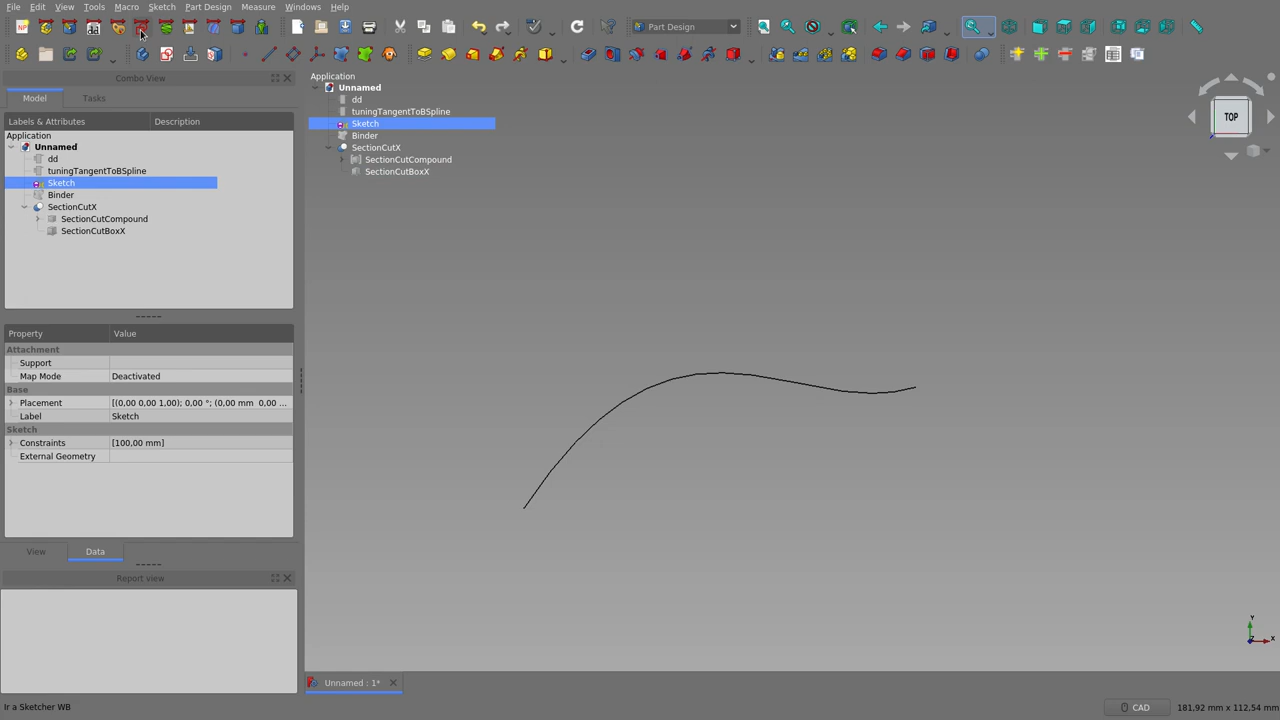 File Edit View Tools Macro Sketch Part Design Measure Windows Help
Part Design
Combo View
Model Tasks
Labels & Attributes Description
Application
Unnamed
dd
tuningTangentToBSpline
Sketch
Binder
SectionCutX
SectionCutCompound
SectionCutBoxX
Property Value
Attachment
Support
Map Mode Deactivated
Base
Placement [(0,00 0,00 1,00); 0,00 °; (0,00 mm 0,00 ...
Label Sketch
Sketch
Constraints [100,00 mm]
External Geometry
View Data
Report view
Application
Unnamed
dd
tuningTangentToBSpline
Sketch
Binder
SectionCutX
SectionCutCompound
SectionCutBoxX
TOP
Y
Z X
Unnamed : 1*
Ir a Sketcher WB
CAD 181,92 mm x 112,54 mm